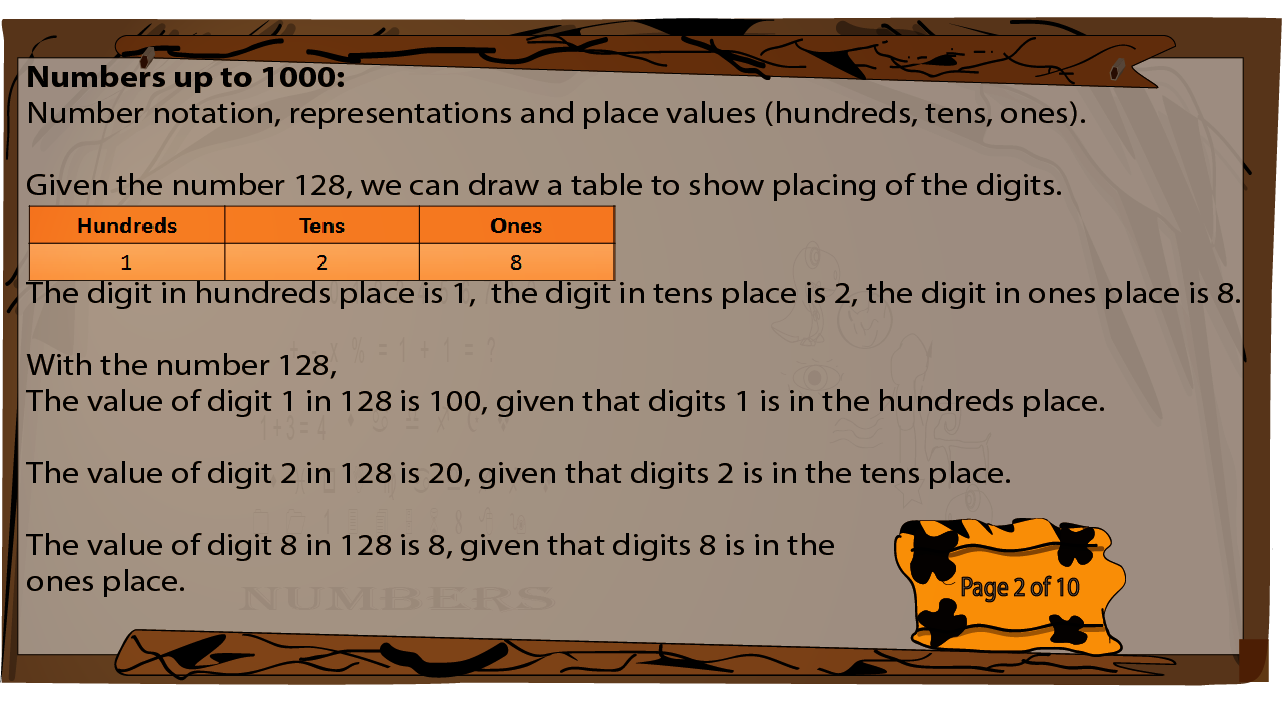 Numbers up to 1000:
Number notation, representations and place values (hundreds, tens, ones).
Given the number 128, we can draw a table to show placing of the digits.
Hundreds Tens Ones
1 2 8
The digit in hundreds place is 1, the digit in tens place is 2, the digit in ones place is 8.
With the number 128,
The value of digit 1 in 128 is 100, given that digits 1 is in the hundreds place.
The value of digit 2 in 128 is 20, given that digits 2 is in the tens place.
The value of digit 8 in 128 is 8, given that digits 8 is in the
ones place.
Page 2 of 10
% = 1 + 1 = ?
1+3=4
NUMBERS